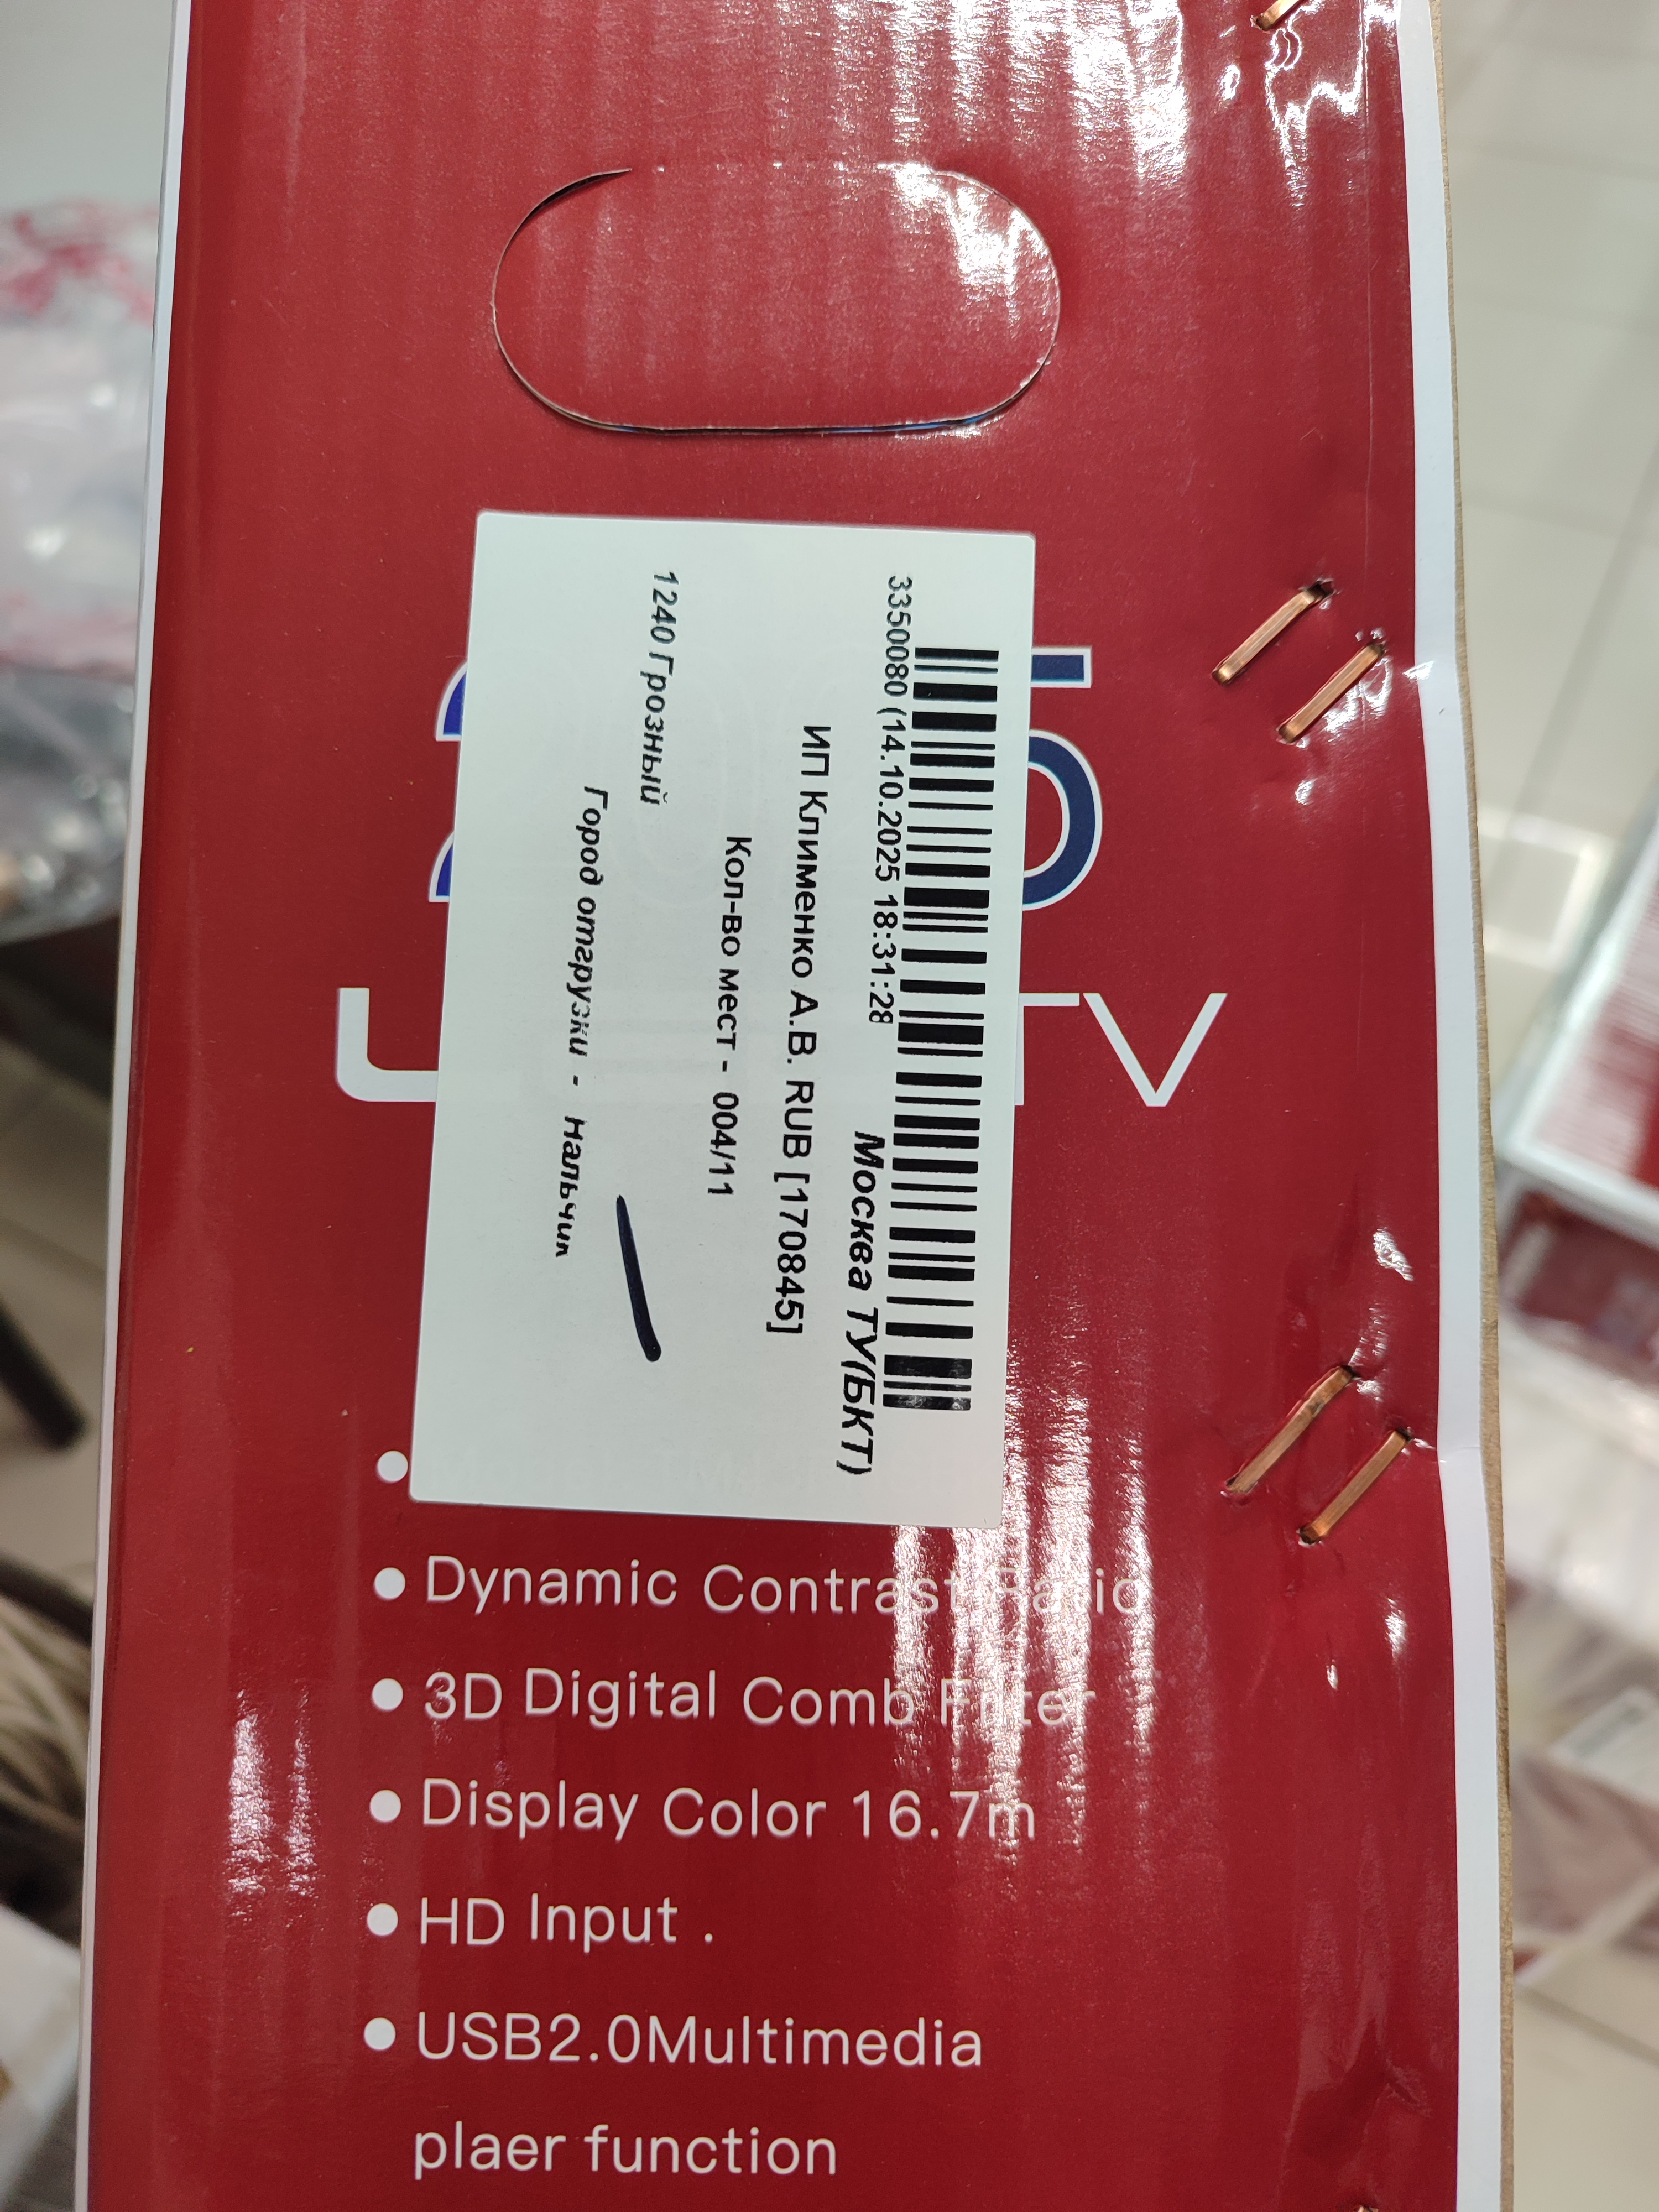 3350080 (14.10.2025 18:31:28
Москва ТУ(БКТ)
ИП Клименко А.В. RUB [170845]
Кол-во мест - 004/11
1240 Грозный
Город отгрузки - Нальчик
Dynamic Contrast Ratio
3D Digital Comb Filter
Display Color 16.7m
HD Input .
USB2.0Multimedia
plaer function